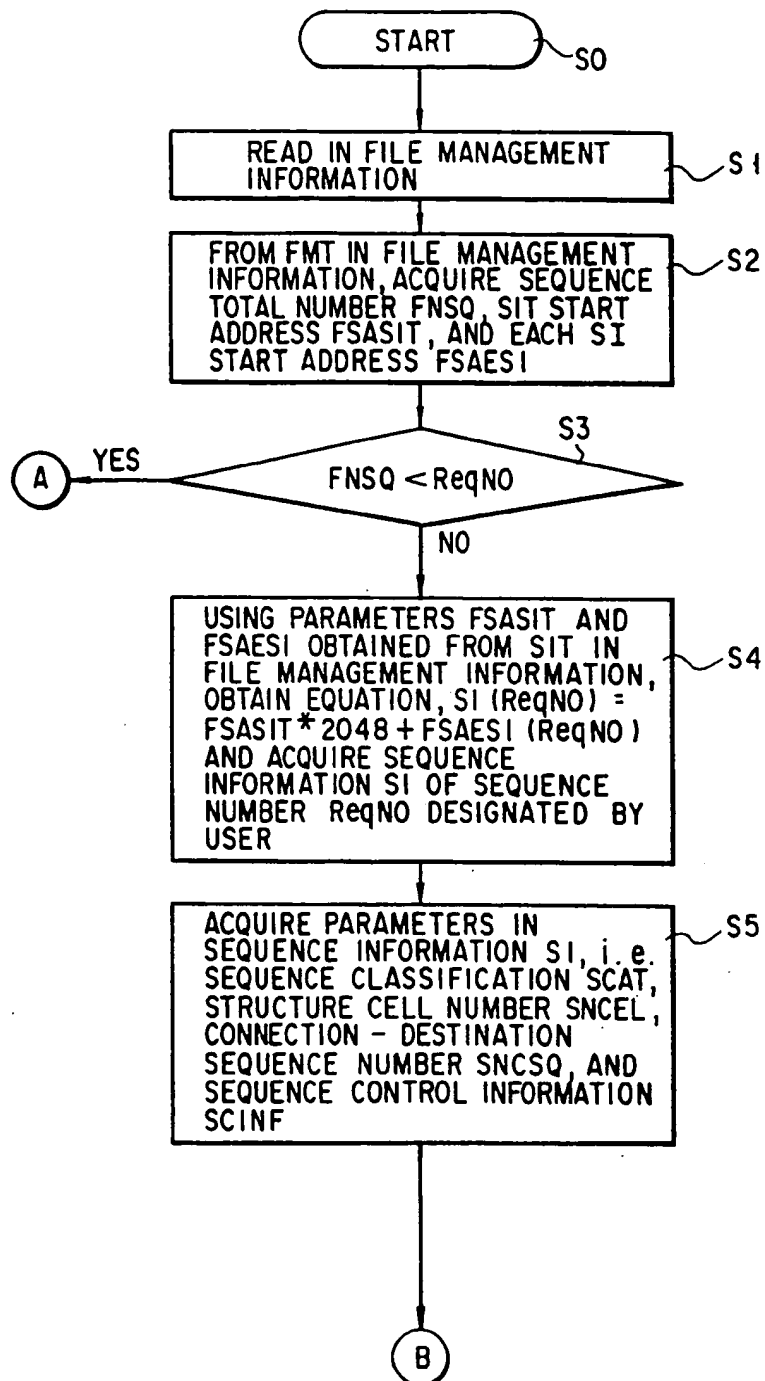 START
S0
READ IN FILE MANAGEMENT
INFORMATION
S1
FROM FMT IN FILE MANAGEMENT
INFORMATION, ACQUIRE SEQUENCE
TOTAL NUMBER FNSQ, SIT START
ADDRESS FSASIT, AND EACH SI
START ADDRESS FSAESI
S2
S3
FNSQ < ReqNO
YES
A
NO
USING PARAMETERS FSASIT AND
FSAESI OBTAINED FROM SIT IN
FILE MANAGEMENT INFORMATION,
OBTAIN EQUATION, SI (ReqNO) =
FSASIT * 2048 + FSAESI (ReqNO)
AND ACQUIRE SEQUENCE
INFORMATION SI OF SEQUENCE
NUMBER ReqNO DESIGNATED BY
USER
S4
ACQUIRE PARAMETERS IN
SEQUENCE INFORMATION SI, i.e.
SEQUENCE CLASSIFICATION SCAT,
STRUCTURE CELL NUMBER SNCEL,
CONNECTION - DESTINATION
SEQUENCE NUMBER SNCSQ, AND
SEQUENCE CONTROL INFORMATION
SCINF
S5
B